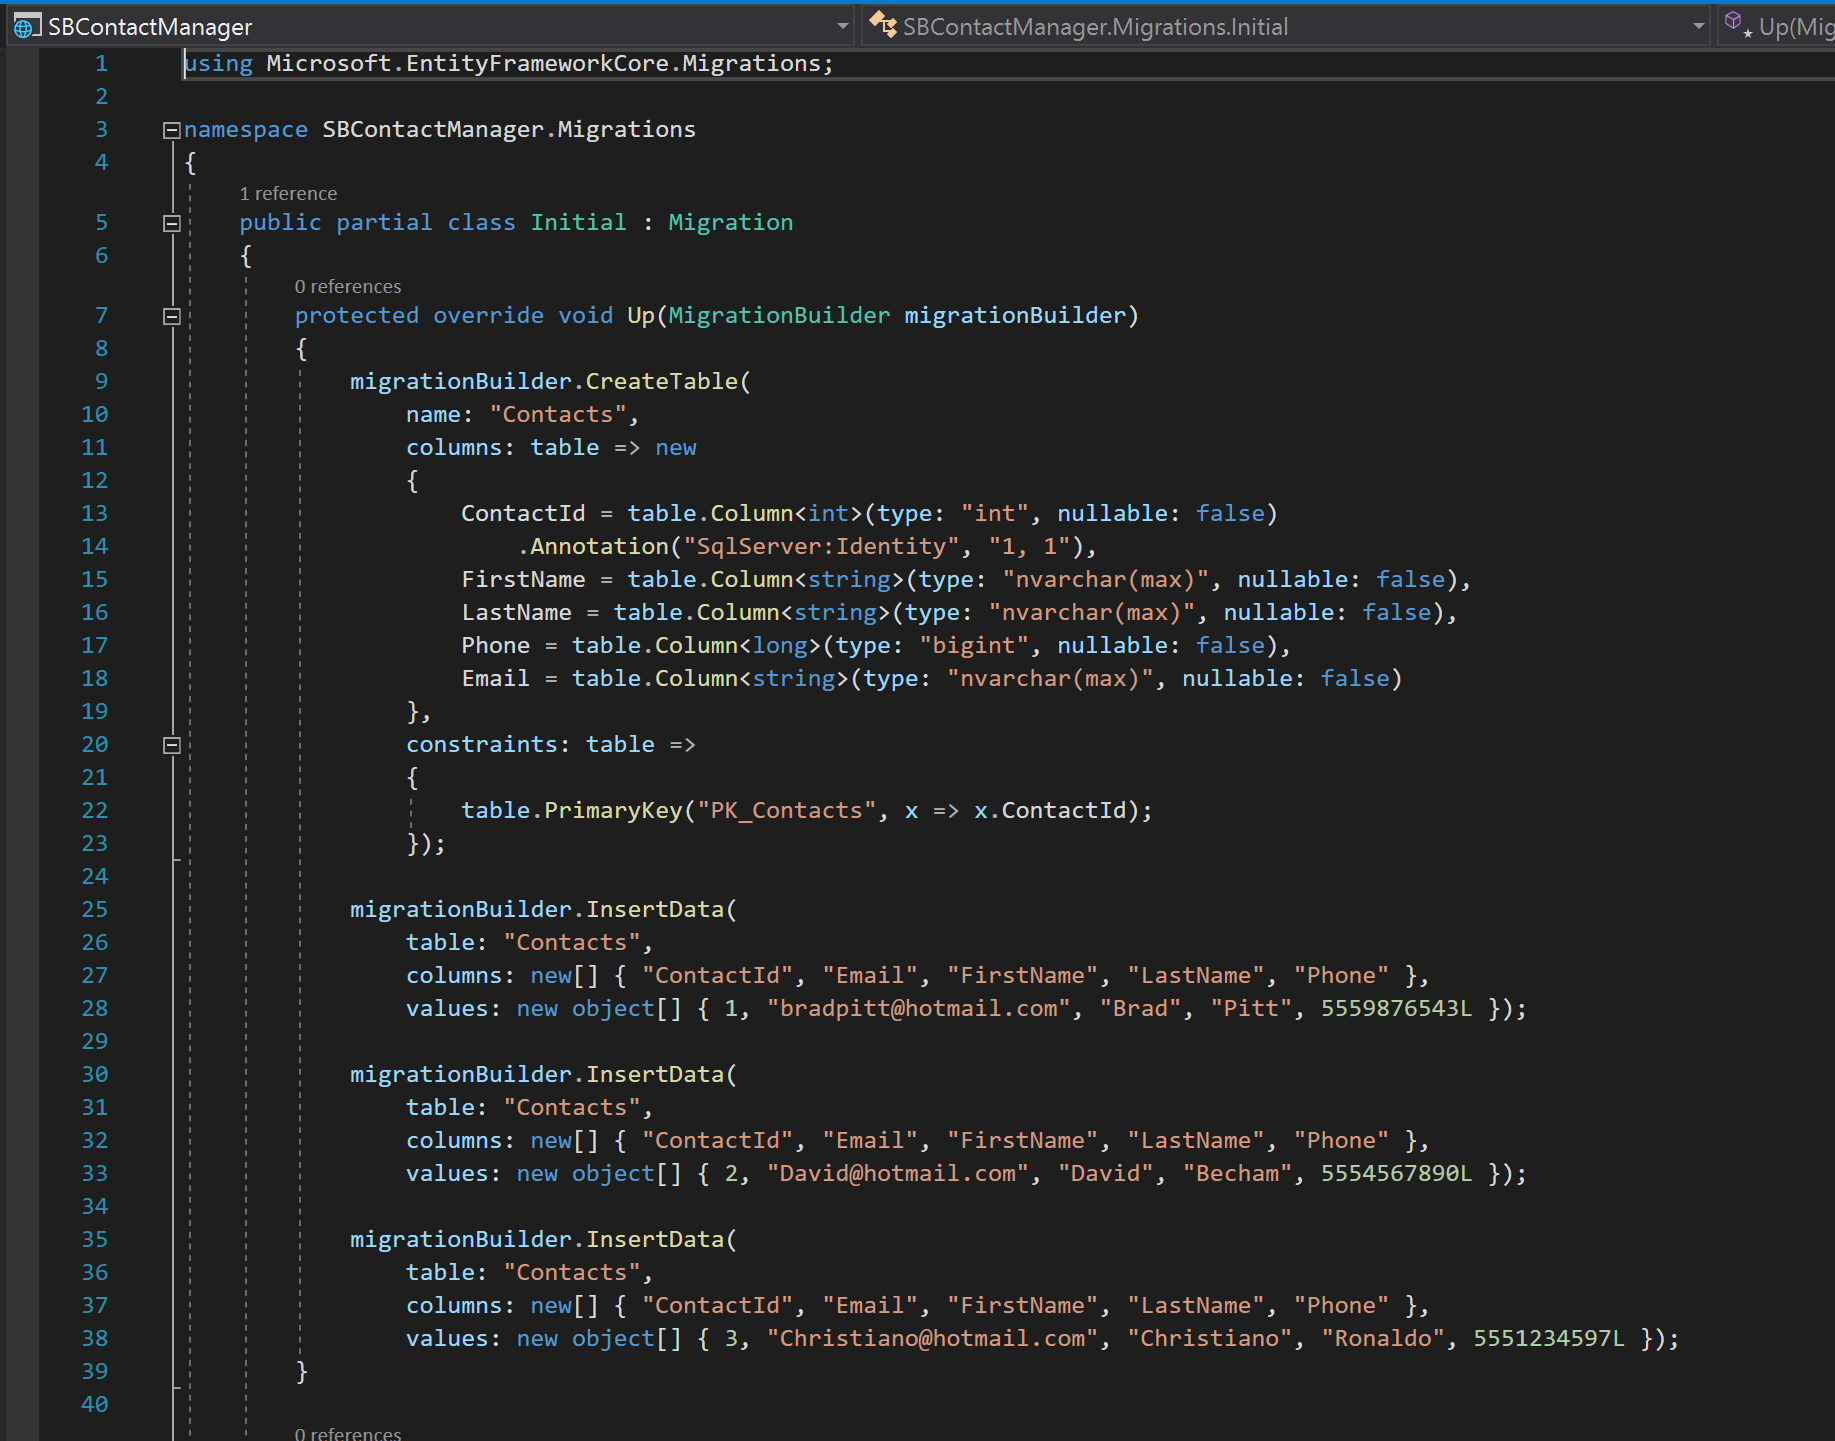 SBContactManager SBContactManager.Migrations.Initial Up(Mig
1 using Microsoft.EntityFrameworkCore.Migrations;
2
3 namespace SBContactManager.Migrations
4 {
1 reference
5 public partial class Initial : Migration
6 {
0 references
7 protected override void Up(MigrationBuilder migrationBuilder)
8 {
9 migrationBuilder.CreateTable(
10 name: "Contacts",
11 columns: table => new
12 {
13 ContactId = table.Column<int>(type: "int", nullable: false)
14 .Annotation("SqlServer:Identity", "1, 1"),
15 FirstName = table.Column<string>(type: "nvarchar(max)", nullable: false),
16 LastName = table.Column<string>(type: "nvarchar(max)", nullable: false),
17 Phone = table.Column<long>(type: "bigint", nullable: false),
18 Email = table.Column<string>(type: "nvarchar(max)", nullable: false)
19 },
20 constraints: table =>
21 {
22 table.PrimaryKey("PK_Contacts", x => x.ContactId);
23 });
24
25 migrationBuilder.InsertData(
26 table: "Contacts",
27 columns: new[] { "ContactId", "Email", "FirstName", "LastName", "Phone" },
28 values: new object[] { 1, "bradpitt@hotmail.com", "Brad", "Pitt", 5559876543L });
29
30 migrationBuilder.InsertData(
31 table: "Contacts",
32 columns: new[] { "ContactId", "Email", "FirstName", "LastName", "Phone" },
33 values: new object[] { 2, "David@hotmail.com", "David", "Becham", 5554567890L });
34
35 migrationBuilder.InsertData(
36 table: "Contacts",
37 columns: new[] { "ContactId", "Email", "FirstName", "LastName", "Phone" },
38 values: new object[] { 3, "Christiano@hotmail.com", "Christiano", "Ronaldo", 5551234597L });
39 }
40
0 references